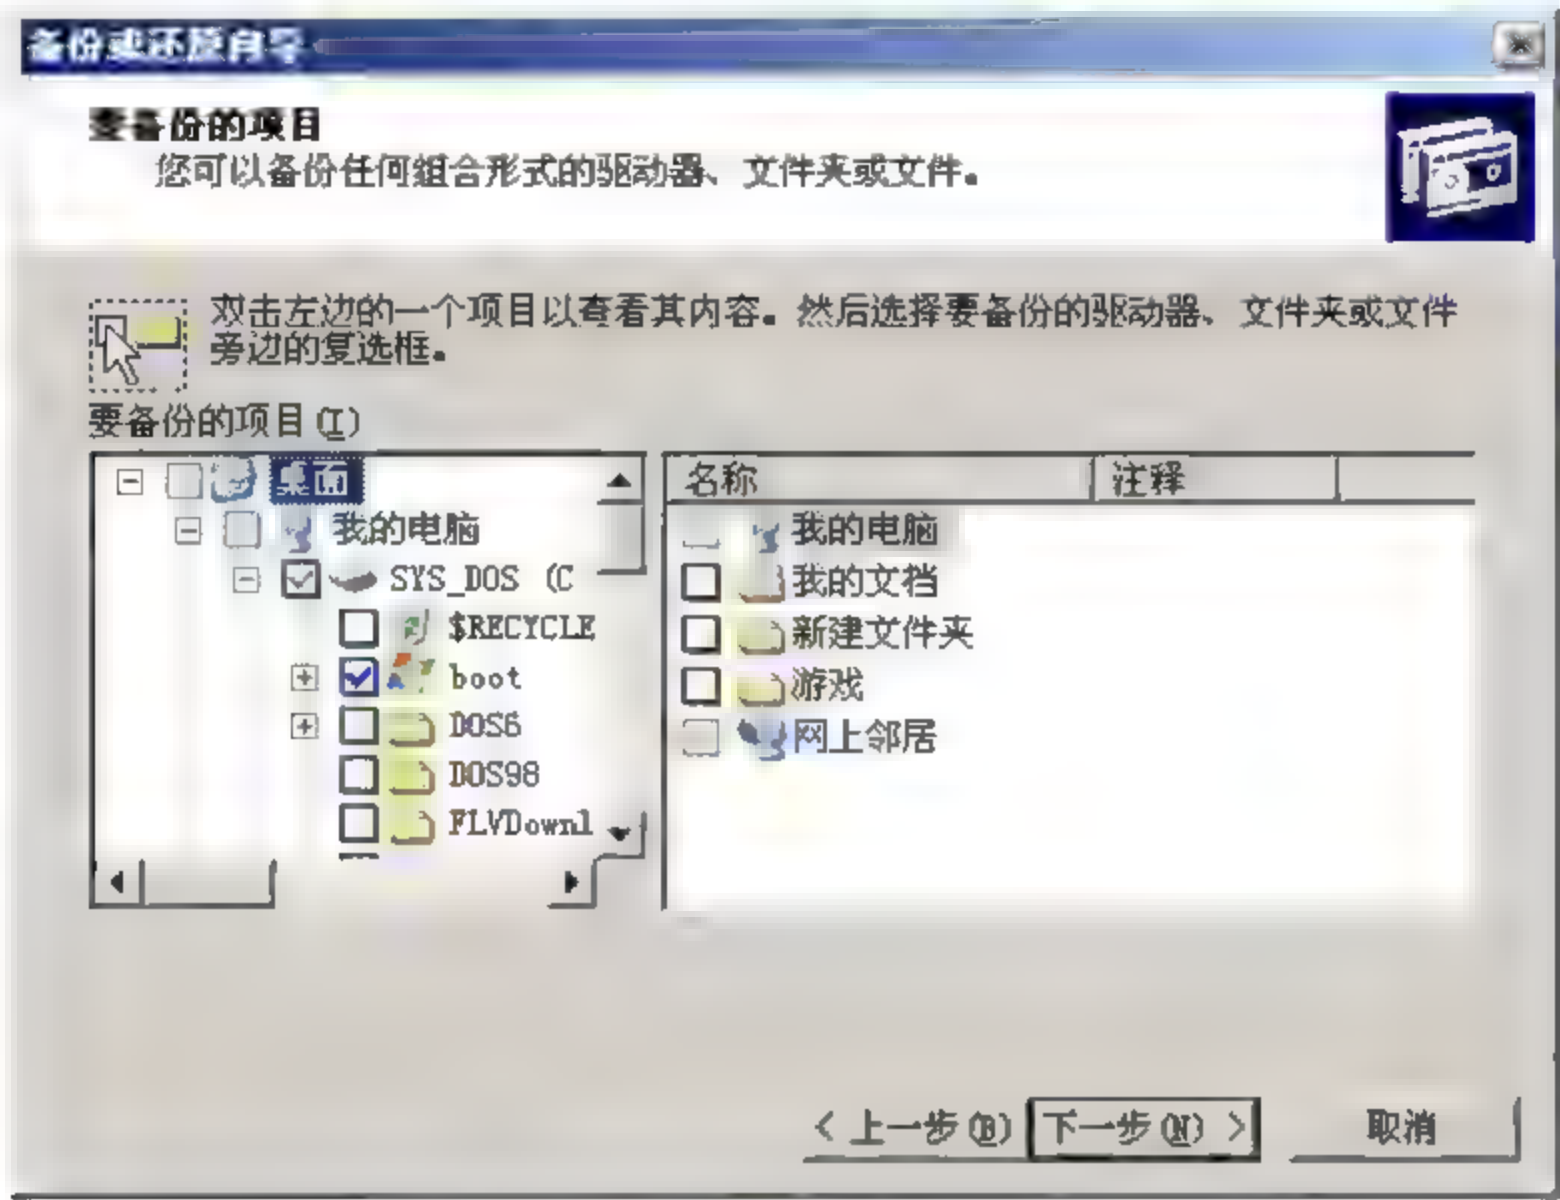 备份或还原向导
要备份的项目
您可以备份任何组合形式的驱动器、文件夹或文件。
双击左边的一个项目以查看其内容。然后选择要备份的驱动器、文件夹或文件
旁边的复选框。
要备份的项目(I)
桌面
我的电脑
SYS_DOS (C
$RECYCLE
boot
DOS6
DOS98
FLVDownl
名称 注释
我的电脑
我的文档
新建文件夹
游戏
网上邻居
< 上一步(B) 下一步(N) > 取消